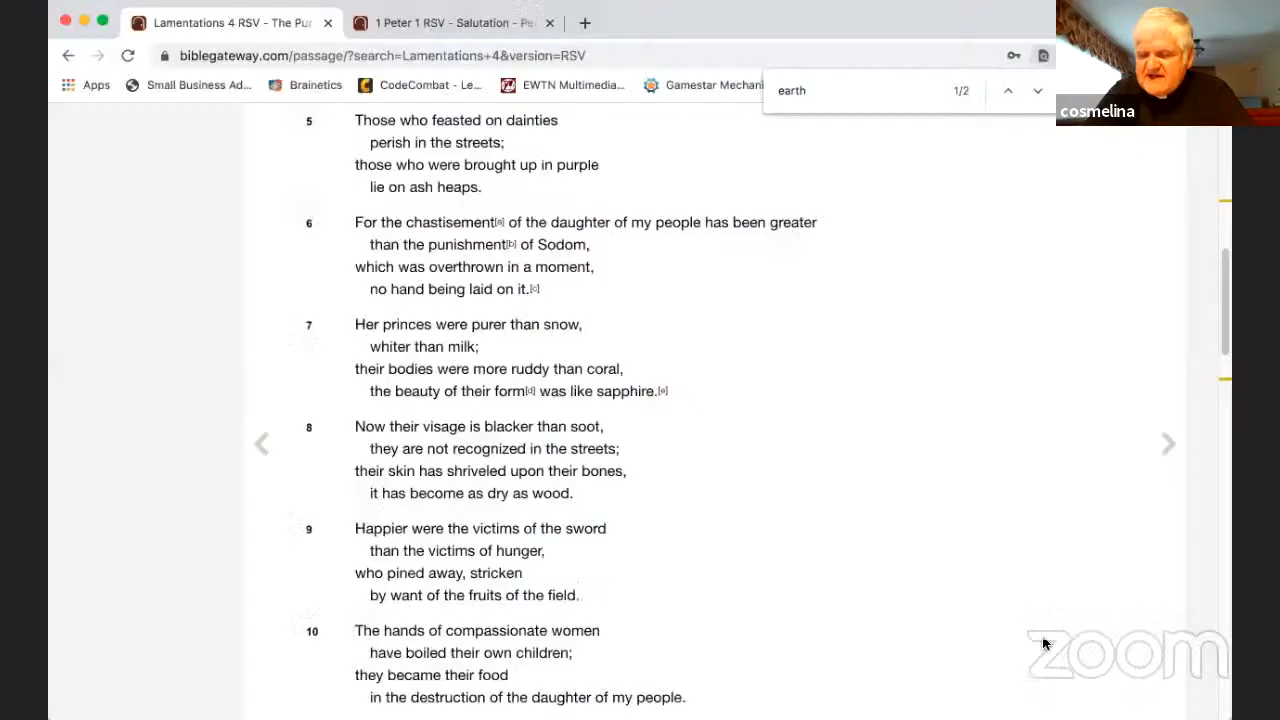 Lamentations 4 RSV - The Pur
1 Peter 1 RSV - Salutation - Pe
biblegateway.com/passage/?search=Lamentations+4&version=RSV
Apps
Small Business Ad...
Brainetics
CodeCombat - Le...
EWTN Multimedia...
Gamestar Mechani
earth
1/2
cosmelina
5 Those who feasted on dainties
perish in the streets;
those who were brought up in purple
lie on ash heaps.
6 For the chastisement[a] of the daughter of my people has been greater
than the punishment[b] of Sodom,
which was overthrown in a moment,
no hand being laid on it.[c]
7 Her princes were purer than snow,
whiter than milk;
their bodies were more ruddy than coral,
the beauty of their form[d] was like sapphire.[e]
8 Now their visage is blacker than soot,
they are not recognized in the streets;
their skin has shriveled upon their bones,
it has become as dry as wood.
9 Happier were the victims of the sword
than the victims of hunger,
who pined away, stricken
by want of the fruits of the field.
10 The hands of compassionate women
have boiled their own children;
they became their food
in the destruction of the daughter of my people.
zoom